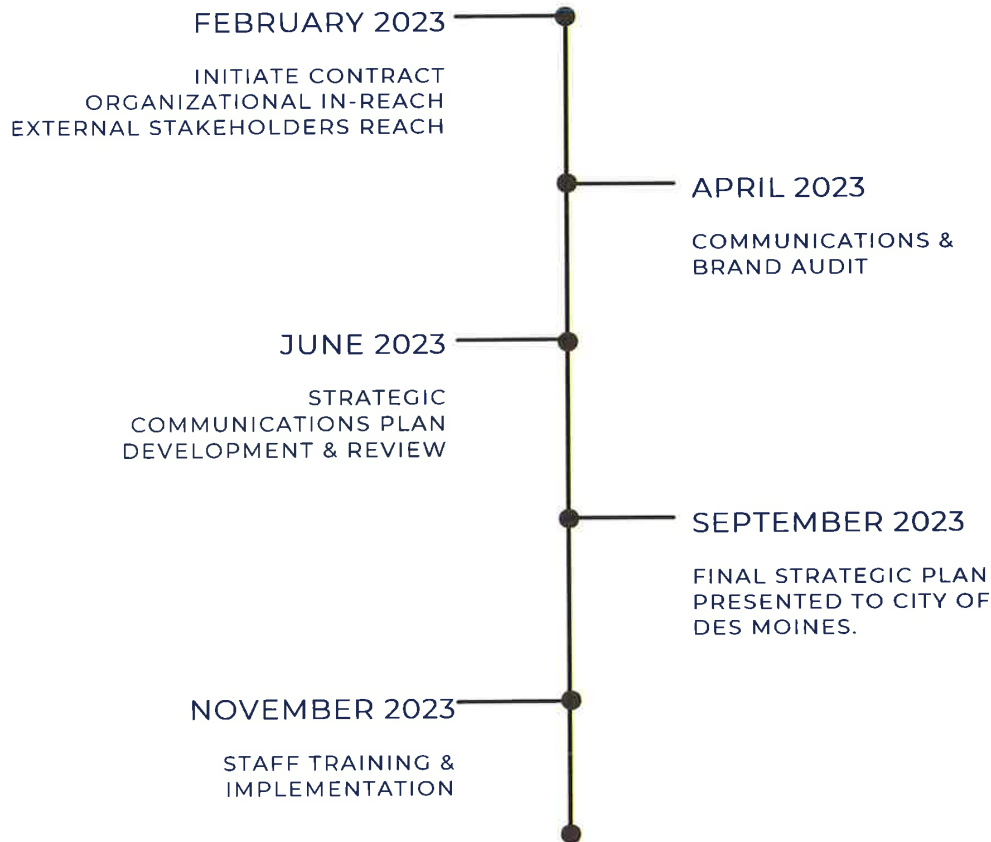 FEBRUARY 2023
INITIATE CONTRACT
ORGANIZATIONAL IN-REACH
EXTERNAL STAKEHOLDERS REACH
APRIL 2023
COMMUNICATIONS &
BRAND AUDIT
JUNE 2023
STRATEGIC
COMMUNICATIONS PLAN
DEVELOPMENT & REVIEW
SEPTEMBER 2023
FINAL STRATEGIC PLAN
PRESENTED TO CITY OF
DES MOINES.
NOVEMBER 2023
STAFF TRAINING &
IMPLEMENTATION